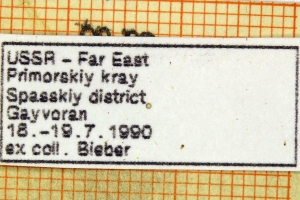 USSR - Far East
Primorskiy kray
Spasskiy district
Gayvoran
18.-19.7.1990
ex coll. Bieber